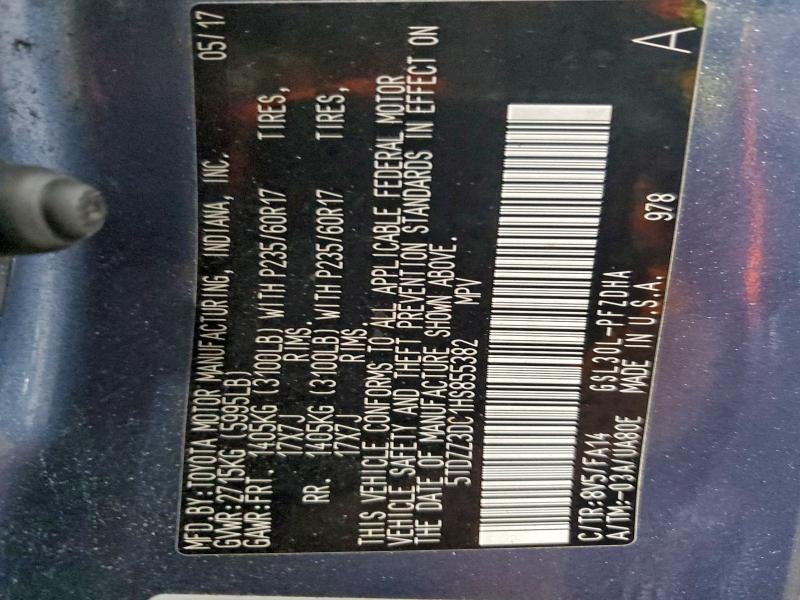 MFD.BY:TOYOTA MOTOR MANUFACTURING, INDIANA, INC. 05/17
GVWR:2715KG (5995LB)
GAWR:FRT. 1405KG (3100LB) WITH P235/60R17 TIRES,
17X7J RIMS.
RR. 1405KG (3100LB) WITH P235/60R17 TIRES,
17X7J RIMS.
THIS VEHICLE CONFORMS TO ALL APPLICABLE FEDERAL MOTOR
VEHICLE SAFETY AND THEFT PREVENTION STANDARDS IN EFFECT ON
THE DATE OF MANUFACTURE SHOWN ABOVE.
5TDZZ3DC1HS855382 MPV
C/TR:8V5/FA14 GSL30L-PFZDHA
A/TM:-03A/UA80E MADE IN U.S.A. 978 A